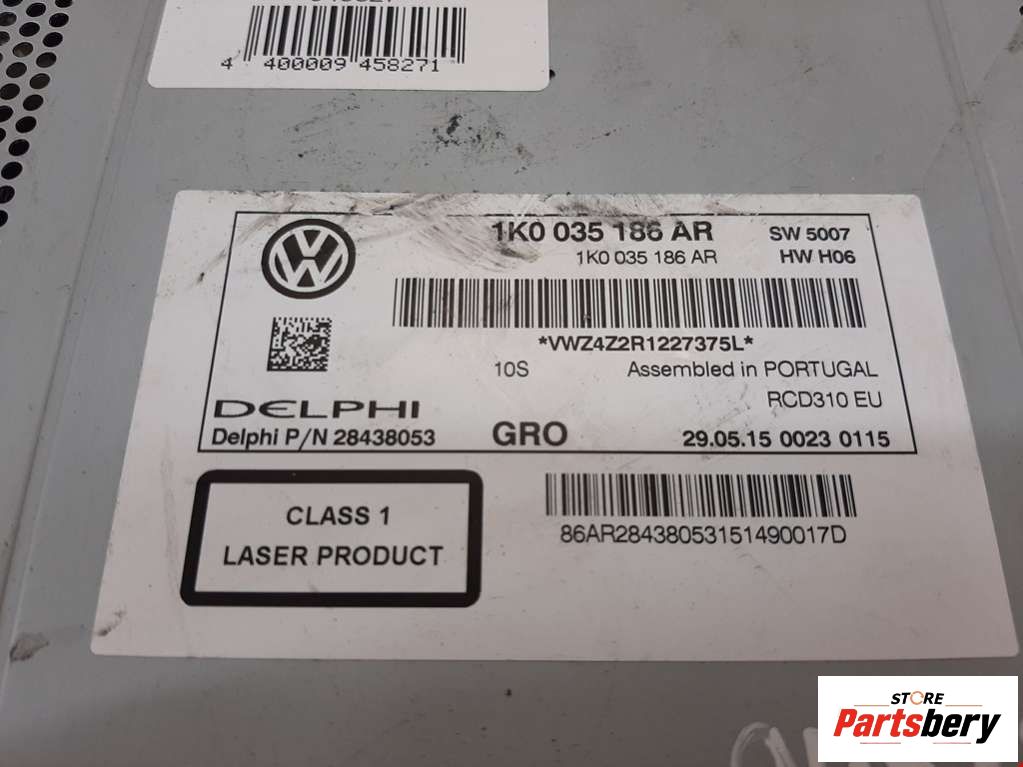 4 400009 458271
1K0 035 186 AR
SW 5007
1K0 035 186 AR
HW H06
*VWZ4Z2R1227375L*
10S
Assembled in PORTUGAL
RCD310 EU
DELPHI
Delphi P/N 28438053
GRO
29.05.15 0023 0115
CLASS 1
LASER PRODUCT
86AR28438053151490017D
STORE
Partsbery